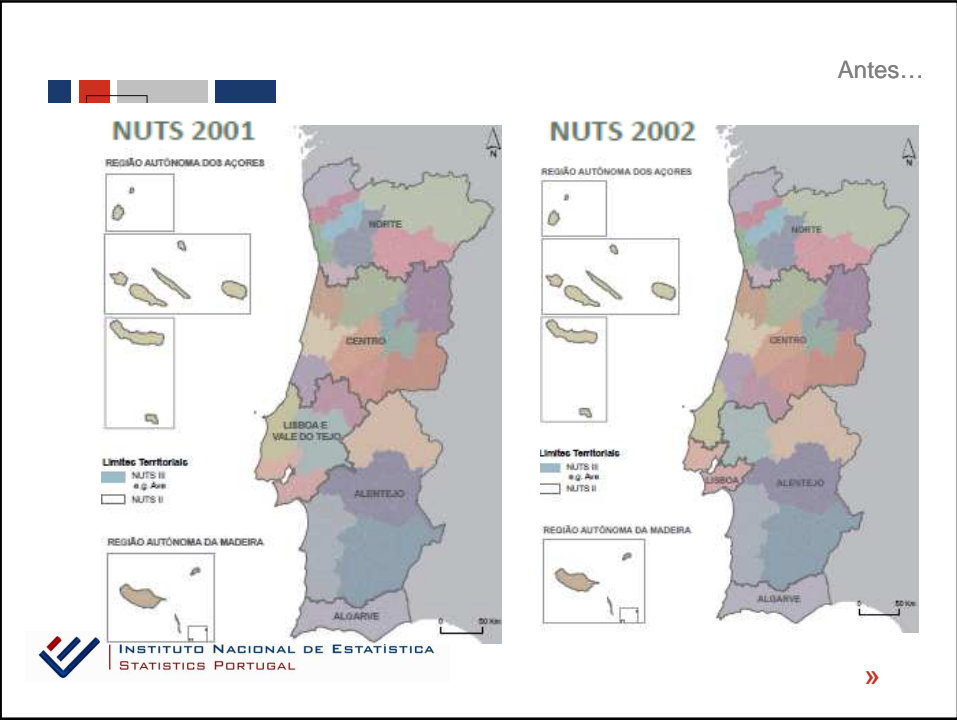 Antes…
NUTS 2001
N
REGIÃO AUTÓNOMA DOS AÇORES
NORTE
CENTRO
LISBOA E
VALE DO TEJO
Limites Territoriais
NUTS III
e.g. Ave
NUTS II
ALENTEJO
REGIÃO AUTÓNOMA DA MADEIRA
ALGARVE
0 50 Km
NUTS 2002
N
REGIÃO AUTÓNOMA DOS AÇORES
NORTE
CENTRO
Limites Territoriais
NUTS III
e.g. Ave
NUTS II
LISBOA
ALENTEJO
REGIÃO AUTÓNOMA DA MADEIRA
ALGARVE
0 50 Km
INSTITUTO NACIONAL DE ESTATÍSTICA
STATISTICS PORTUGAL
»